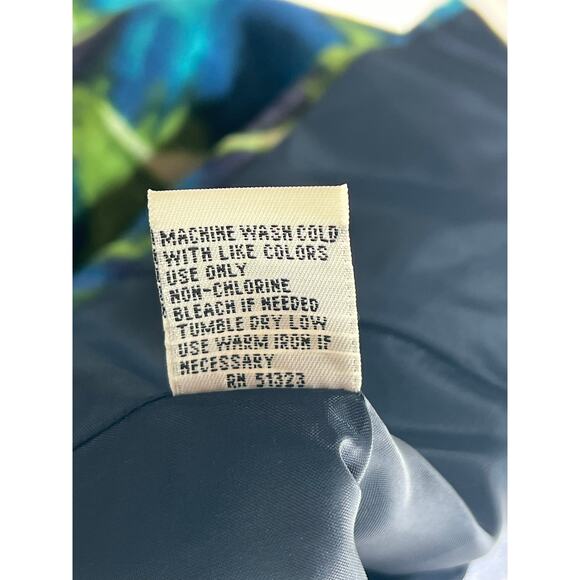 MACHINE WASH COLD
WITH LIKE COLORS
USE ONLY
NON-CHLORINE
BLEACH IF NEEDED
TUMBLE DRY LOW
USE WARM IRON IF
NECESSARY
RN 51323